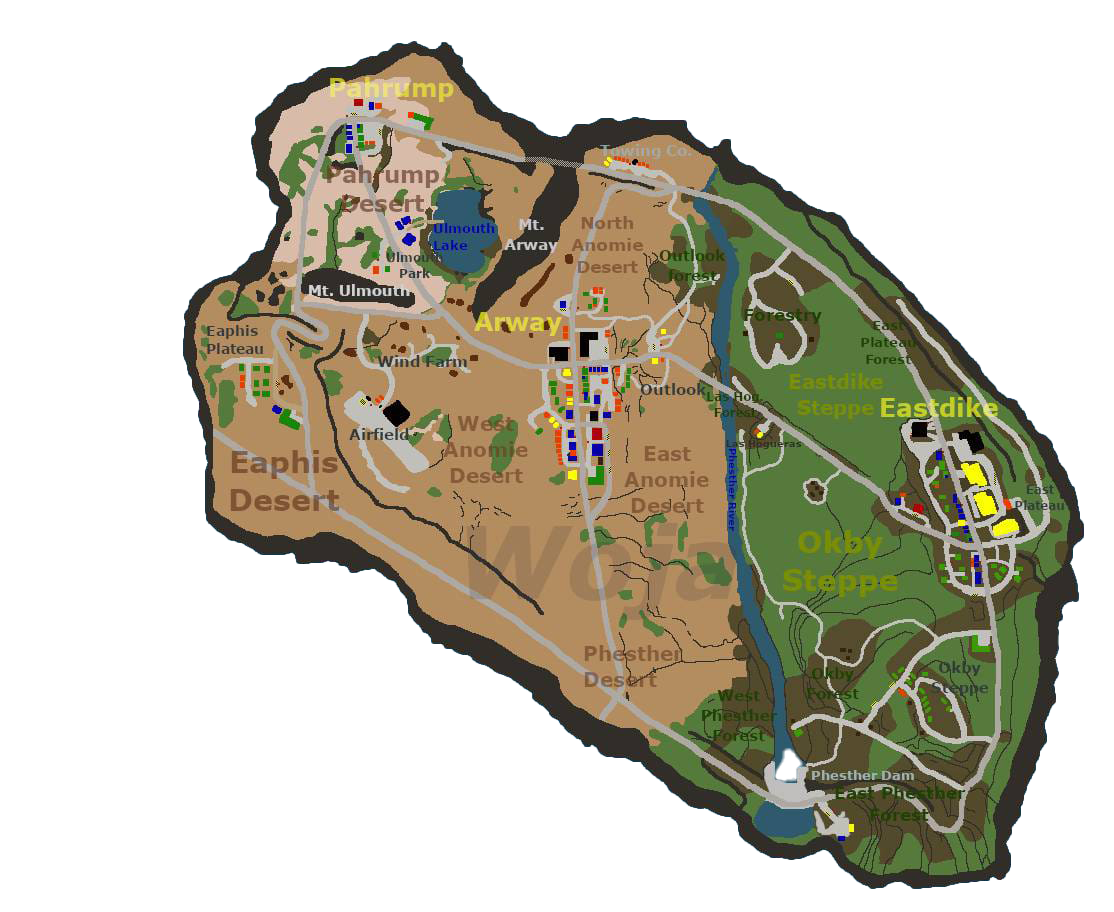 Pahrump
Towing Co.
Pahrump
Desert
Ulmouth
Lake
Mt.
Arway
North
Anomie
Desert
Outlook
forest
Ulmouth
Park
Mt. Ulmouth
Forestry
Arway
Eaphis
Plateau
East
Plateau
Forest
Wind Farm
Outlook
Eastdike
Steppe
Eastdike
Las Hog.
Forest
Airfield
West
Anomie
Desert
Las Hogueras
Eaphis
Desert
East
Anomie
Desert
Phesther River
East
Plateau
Woja
Okby
Steppe
Phesther
Desert
Okby
Forest
Okby
Steppe
West
Phesther
Forest
Phesther Dam
East Phesther
Forest